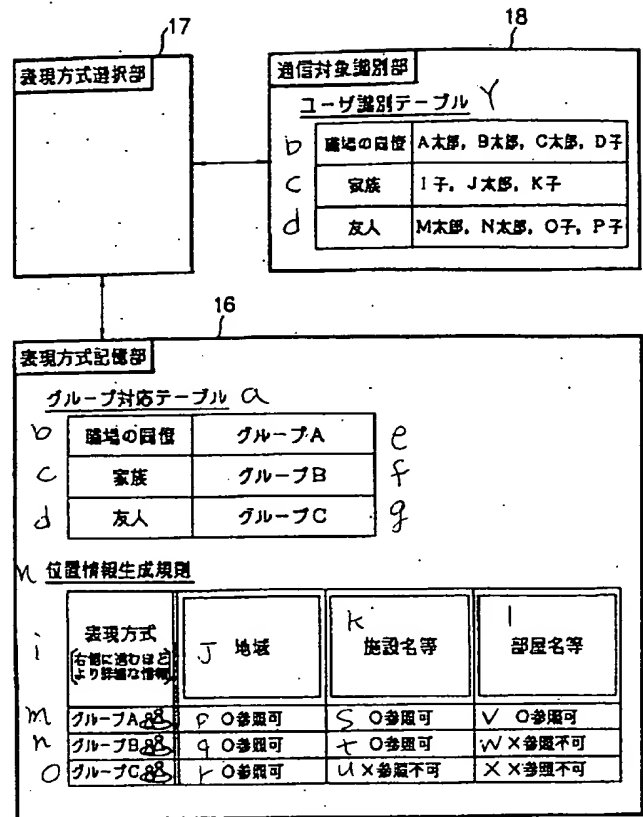 17
18
表現方式選択部
通信対象識別部
ユーザ識別テーブル Y
b 職場の同僚 A太郎, B太郎, C太郎, D子
c 家族 I子, J太郎, K子
d 友人 M太郎, N太郎, O子, P子
16
表現方式記憶部
グループ対応テーブル a
b 職場の同僚 グループA e
c 家族 グループB f
d 友人 グループC g
位置情報生成規則
i 表現方式 J 地域 K 施設名等 l 部屋名等
右側に進むほど
より詳細な情報
m グループA P ○参照可 S ○参照可 V ○参照可
n グループB q ○参照可 t ○参照可 W ×参照不可
o グループC r ○参照可 U ×参照不可 X ×参照不可